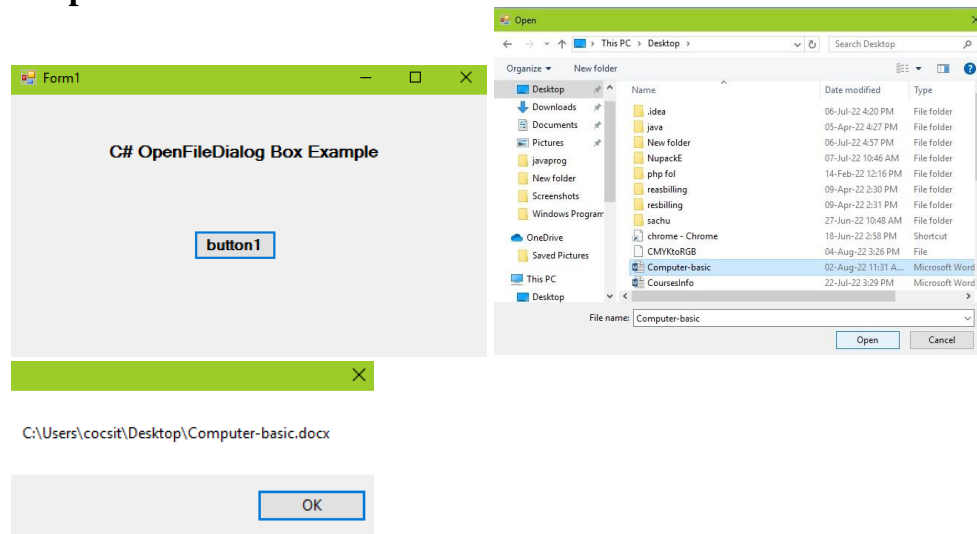 Form1
C# OpenFileDialog Box Example
button1
Open
This PC > Desktop >
Search Desktop
Organize
New folder
Desktop
Downloads
Documents
Pictures
javaprog
New folder
Screenshots
Windows Program
OneDrive
Saved Pictures
This PC
Desktop
Name Date modified Type
.idea 06-Jul-22 4:20 PM File folder
java 05-Apr-22 4:27 PM File folder
New folder 06-Jul-22 4:57 PM File folder
NupackE 07-Jul-22 10:46 AM File folder
php fol 14-Feb-22 12:16 PM File folder
reasbilling 09-Apr-22 2:30 PM File folder
resbilling 09-Apr-22 2:31 PM File folder
sachu 27-Jun-22 10:48 AM File folder
chrome - Chrome 18-Jun-22 2:58 PM Shortcut
CMYKtoRGB 04-Aug-22 3:26 PM File
Computer-basic 02-Aug-22 11:31 A... Microsoft Word
CoursesInfo 22-Jul-22 3:29 PM Microsoft Word
File name: Computer-basic
Open Cancel
C:\Users\cocsit\Desktop\Computer-basic.docx
OK